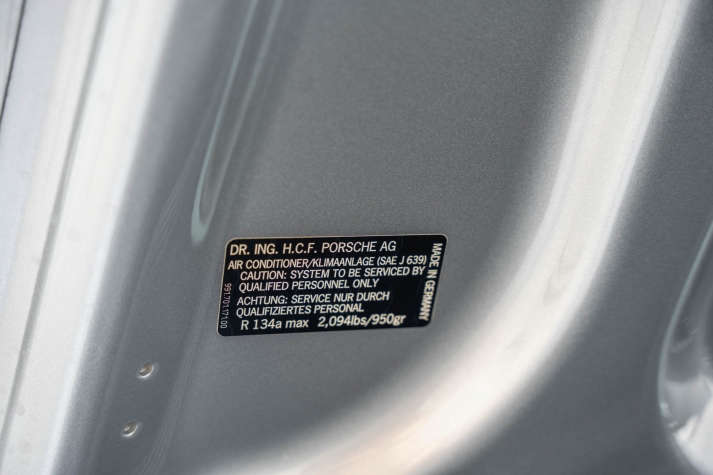 DR. ING. H.C.F. PORSCHE AG
AIR CONDITIONER/KLIMAANLAGE (SAE J 639)
CAUTION: SYSTEM TO BE SERVICED BY
QUALIFIED PERSONNEL ONLY
ACHTUNG: SERVICE NUR DURCH
QUALIFIZIERTES PERSONAL
R 134a max 2,094lbs/950gr
MADE IN GERMANY
99170117100